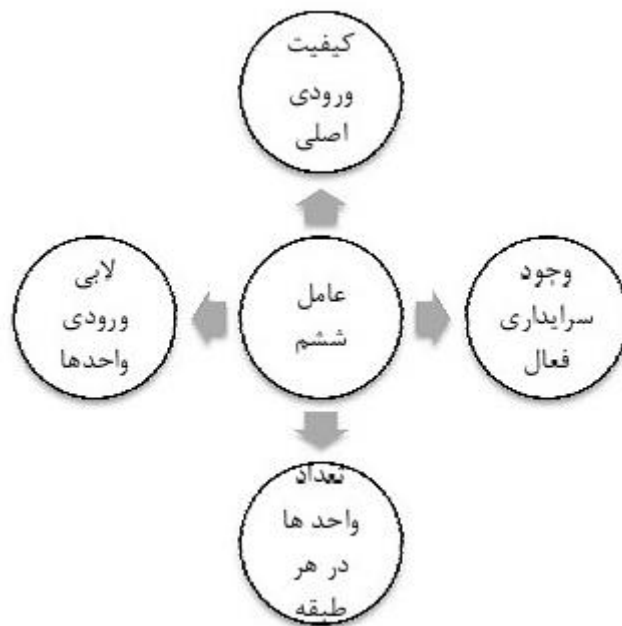 کیفیت
ورودی
اصلی
وجود
سرایداری
فعال
عامل
ششم
لابی
ورودی
واحدها
تعداد
واحد ها
در هر
طبقه